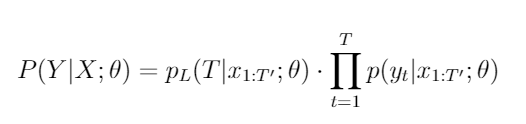 P(Y|X; θ) = p_L(T|x_{1:T'}; θ) · ∏_{t=1}^{T} p(y_t|x_{1:T'}; θ)